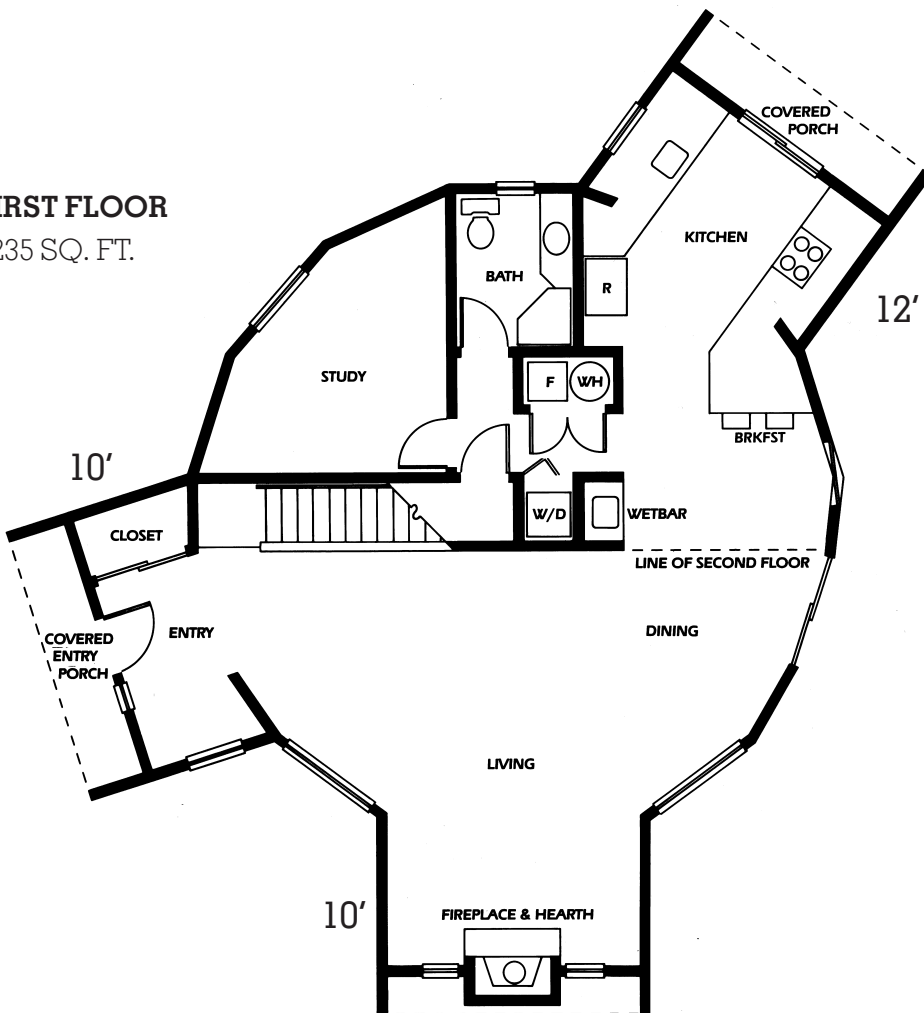 IRST FLOOR
235 SQ. FT.
COVERED
PORCH
KITCHEN
BATH
R
12'
STUDY
F
WH
BRKFST
10'
CLOSET
W/D
WETBAR
LINE OF SECOND FLOOR
COVERED
ENTRY
PORCH
ENTRY
DINING
LIVING
10'
FIREPLACE & HEARTH